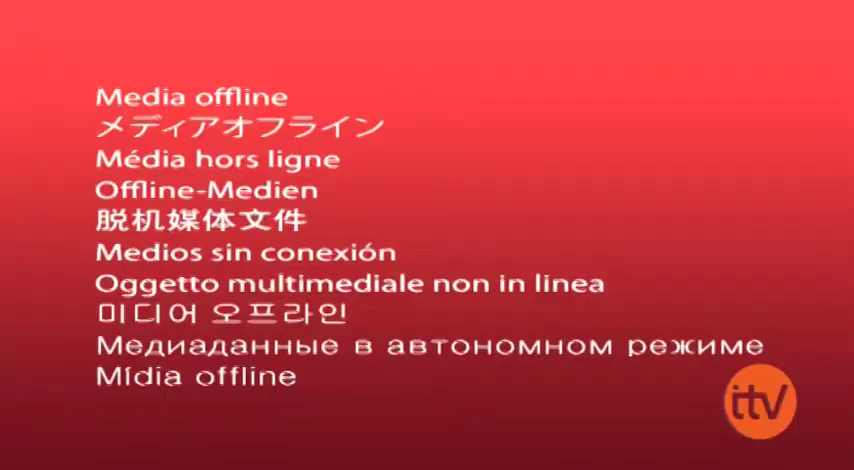 Media offline
メディアオフライン
Média hors ligne
Offline-Medien
脱机媒体文件
Medios sin conexión
Oggetto multimediale non in linea
미디어 오프라인
Медиаданные в автономном режиме
Mídia offline
itv